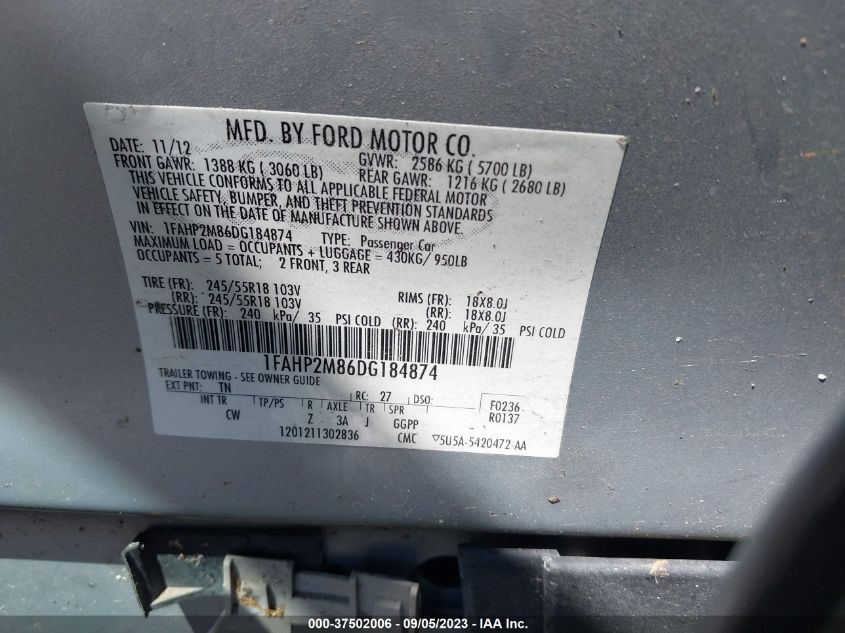 MFD. BY FORD MOTOR CO.
DATE: 11/12 GVWR: 2586 KG ( 5700 LB)
FRONT GAWR: 1388 KG ( 3060 LB) REAR GAWR: 1216 KG ( 2680 LB)
THIS VEHICLE CONFORMS TO ALL APPLICABLE FEDERAL MOTOR
VEHICLE SAFETY, BUMPER, AND THEFT PREVENTION STANDARDS
IN EFFECT ON THE DATE OF MANUFACTURE SHOWN ABOVE.
VIN: 1FAHP2M86DG184874 TYPE: Passenger Car
MAXIMUM LOAD = OCCUPANTS + LUGGAGE = 430KG/ 950LB
OCCUPANTS = 5 TOTAL; 2 FRONT, 3 REAR
TIRE (FR): 245/55R18 103V RIMS (FR): 18X8.0J
(RR): 245/55R18 103V (RR): 18X8.0J
PRESSURE (FR): 240 kPa/ 35 PSI COLD (RR): 240 kPa/ 35 PSI COLD
1FAHP2M86DG184874
TRAILER TOWING - SEE OWNER GUIDE
EXT PNT: TN RC: 27 DSO: F0236
INT TR TP/PS R AXLE TR SPR R0137
CW Z 3A J GGPP
1201211302836 CMC ▽5U5A-5420472-AA
000-37502006 - 09/05/2023 - IAA Inc.